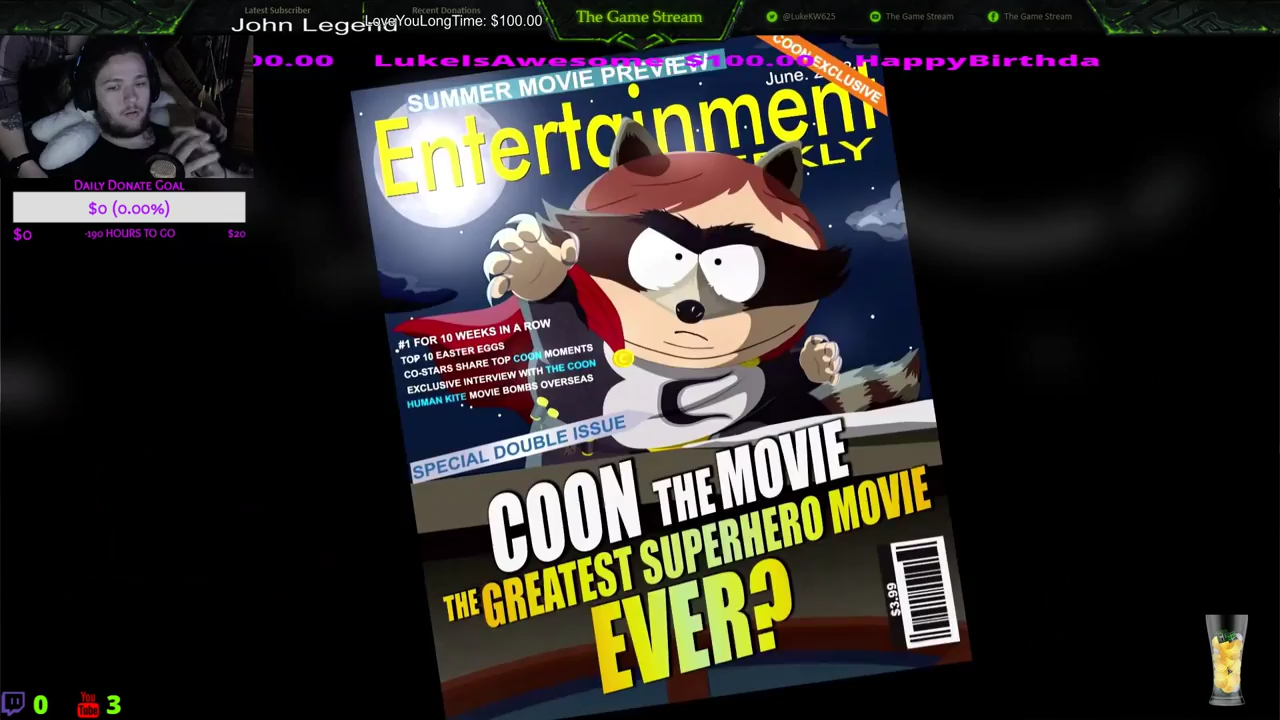 Latest Subscriber
John Legend
Recent Donations
LoveYouLongTime: $100.00
The Game Stream
@LukeKW625
The Game Stream
The Game Stream
00.00 LukeIsAwesome $100.00 HappyBirthda
DAILY DONATE GOAL
$0 (0.00%)
$0 -190 HOURS TO GO $20
SUMMER MOVIE PREVIEW
COON EXCLUSIVE
June.
Entertainment
#1 FOR 10 WEEKS IN A ROW
TOP 10 EASTER EGGS
CO-STARS SHARE TOP COON MOMENTS
EXCLUSIVE INTERVIEW WITH THE COON
HUMAN KITE MOVIE BOMBS OVERSEAS
SPECIAL DOUBLE ISSUE
COON THE MOVIE
THE GREATEST SUPERHERO MOVIE
EVER?
$3.99
0
You
Tube
3